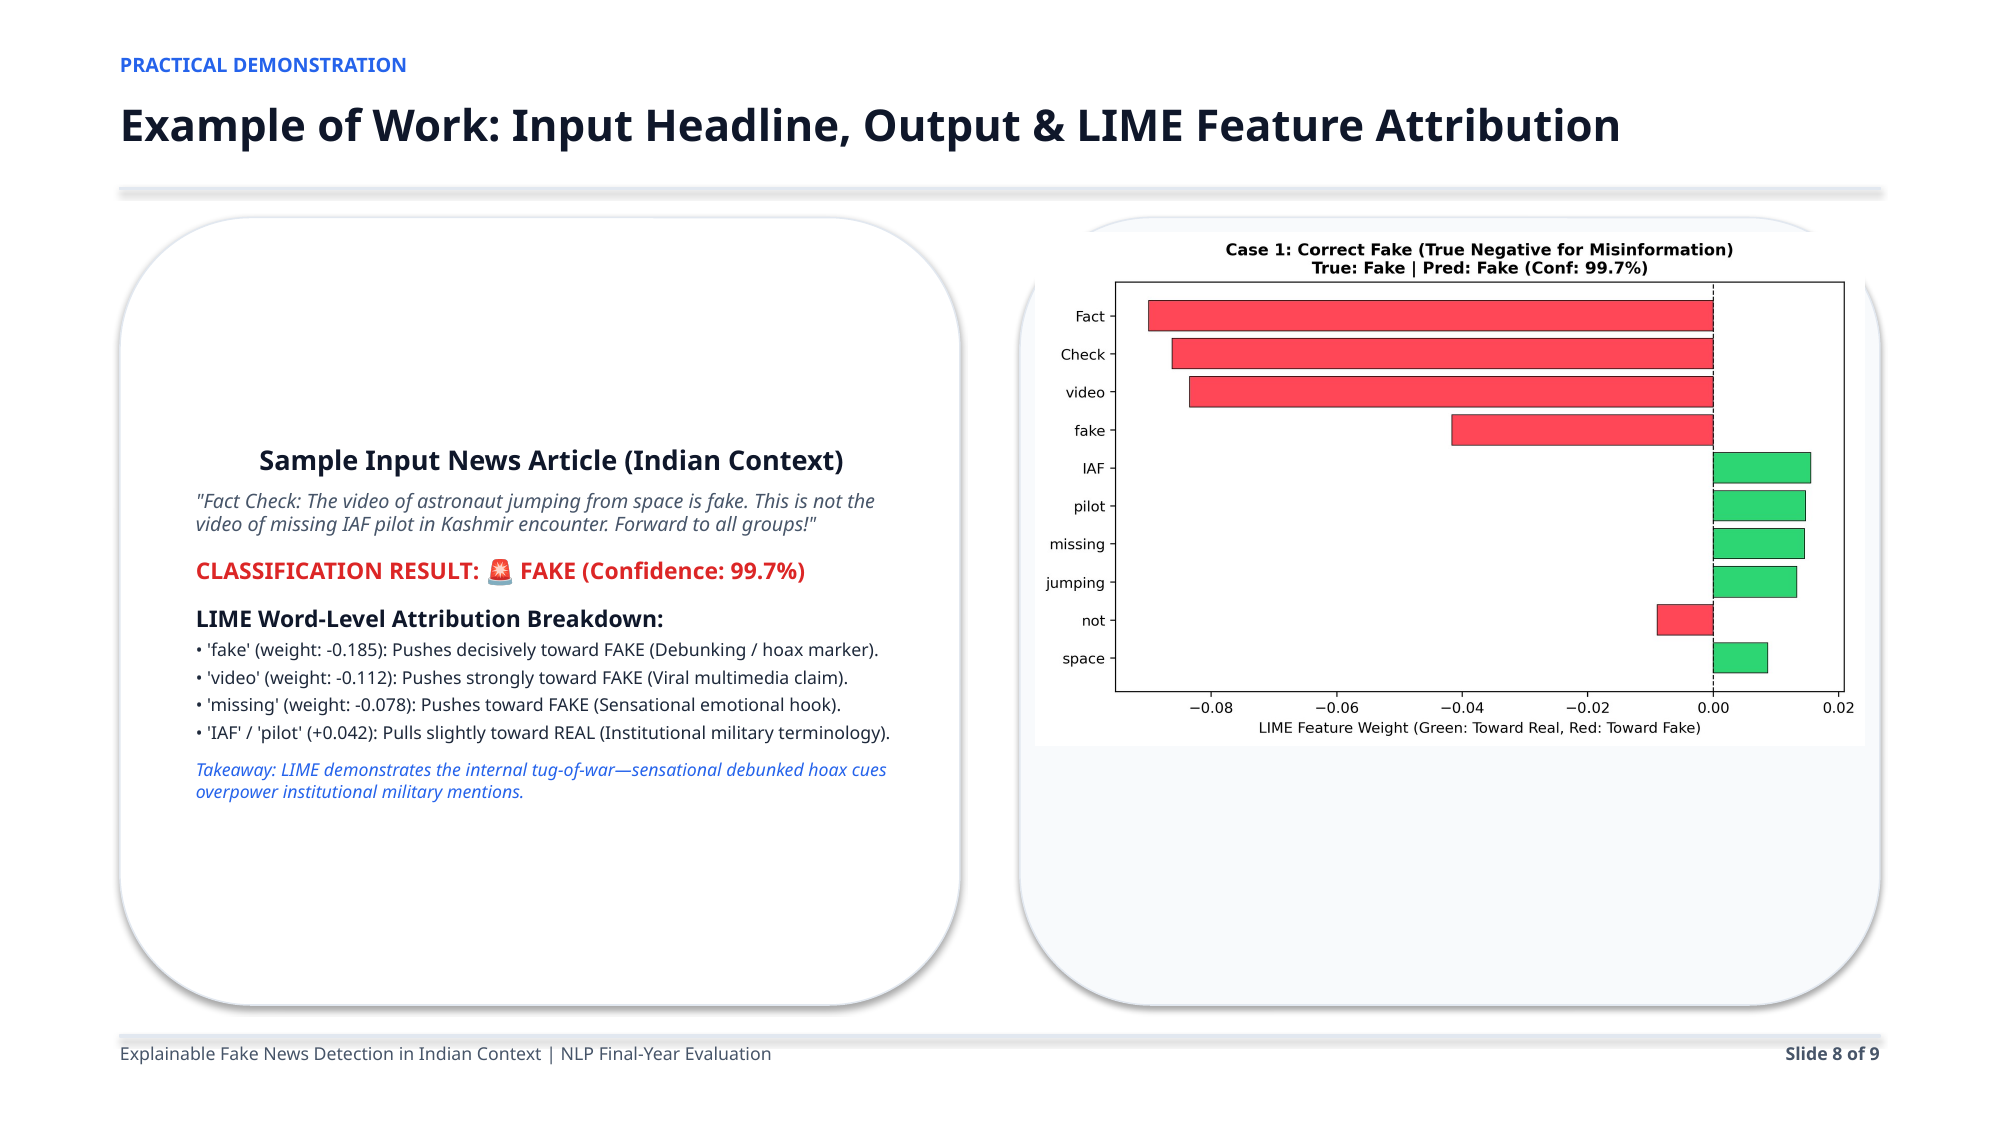 PRACTICAL DEMONSTRATION
Example of Work: Input Headline, Output & LIME Feature Attribution
Sample Input News Article (Indian Context)
"Fact Check: The video of astronaut jumping from space is fake. This is not the
video of missing IAF pilot in Kashmir encounter. Forward to all groups!"
CLASSIFICATION RESULT: 🚨 FAKE (Confidence: 99.7%)
LIME Word-Level Attribution Breakdown:
• 'fake' (weight: -0.185): Pushes decisively toward FAKE (Debunking / hoax marker).
• 'video' (weight: -0.112): Pushes strongly toward FAKE (Viral multimedia claim).
• 'missing' (weight: -0.078): Pushes toward FAKE (Sensational emotional hook).
• 'IAF' / 'pilot' (+0.042): Pulls slightly toward REAL (Institutional military terminology).
Takeaway: LIME demonstrates the internal tug-of-war—sensational debunked hoax cues
overpower institutional military mentions.
Case 1: Correct Fake (True Negative for Misinformation)
True: Fake | Pred: Fake (Conf: 99.7%)
Fact
Check
video
fake
IAF
pilot
missing
jumping
not
space
−0.08 −0.06 −0.04 −0.02 0.00 0.02
LIME Feature Weight (Green: Toward Real, Red: Toward Fake)
Explainable Fake News Detection in Indian Context | NLP Final-Year Evaluation
Slide 8 of 9